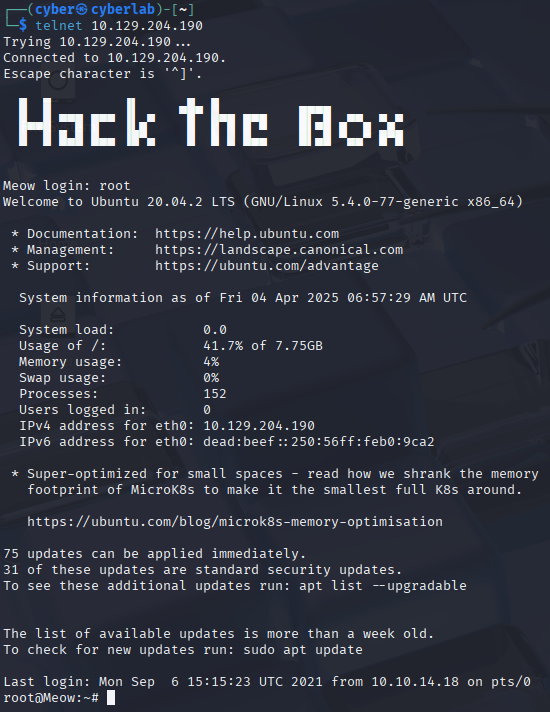 ┌──(cyber㉿cyberlab)-[~]
└─$ telnet 10.129.204.190
Trying 10.129.204.190...
Connected to 10.129.204.190.
Escape character is '^]'.
Hack the Box
Meow login: root
Welcome to Ubuntu 20.04.2 LTS (GNU/Linux 5.4.0-77-generic x86_64)
* Documentation:  https://help.ubuntu.com
* Management:     https://landscape.canonical.com
* Support:        https://ubuntu.com/advantage
System information as of Fri 04 Apr 2025 06:57:29 AM UTC
System load:           0.0
Usage of /:            41.7% of 7.75GB
Memory usage:          4%
Swap usage:            0%
Processes:             152
Users logged in:       0
IPv4 address for eth0: 10.129.204.190
IPv6 address for eth0: dead:beef::250:56ff:feb0:9ca2
* Super-optimized for small spaces - read how we shrank the memory
footprint of MicroK8s to make it the smallest full K8s around.
https://ubuntu.com/blog/microk8s-memory-optimisation
75 updates can be applied immediately.
31 of these updates are standard security updates.
To see these additional updates run: apt list --upgradable
The list of available updates is more than a week old.
To check for new updates run: sudo apt update
Last login: Mon Sep  6 15:15:23 UTC 2021 from 10.10.14.18 on pts/0
root@Meow:~#